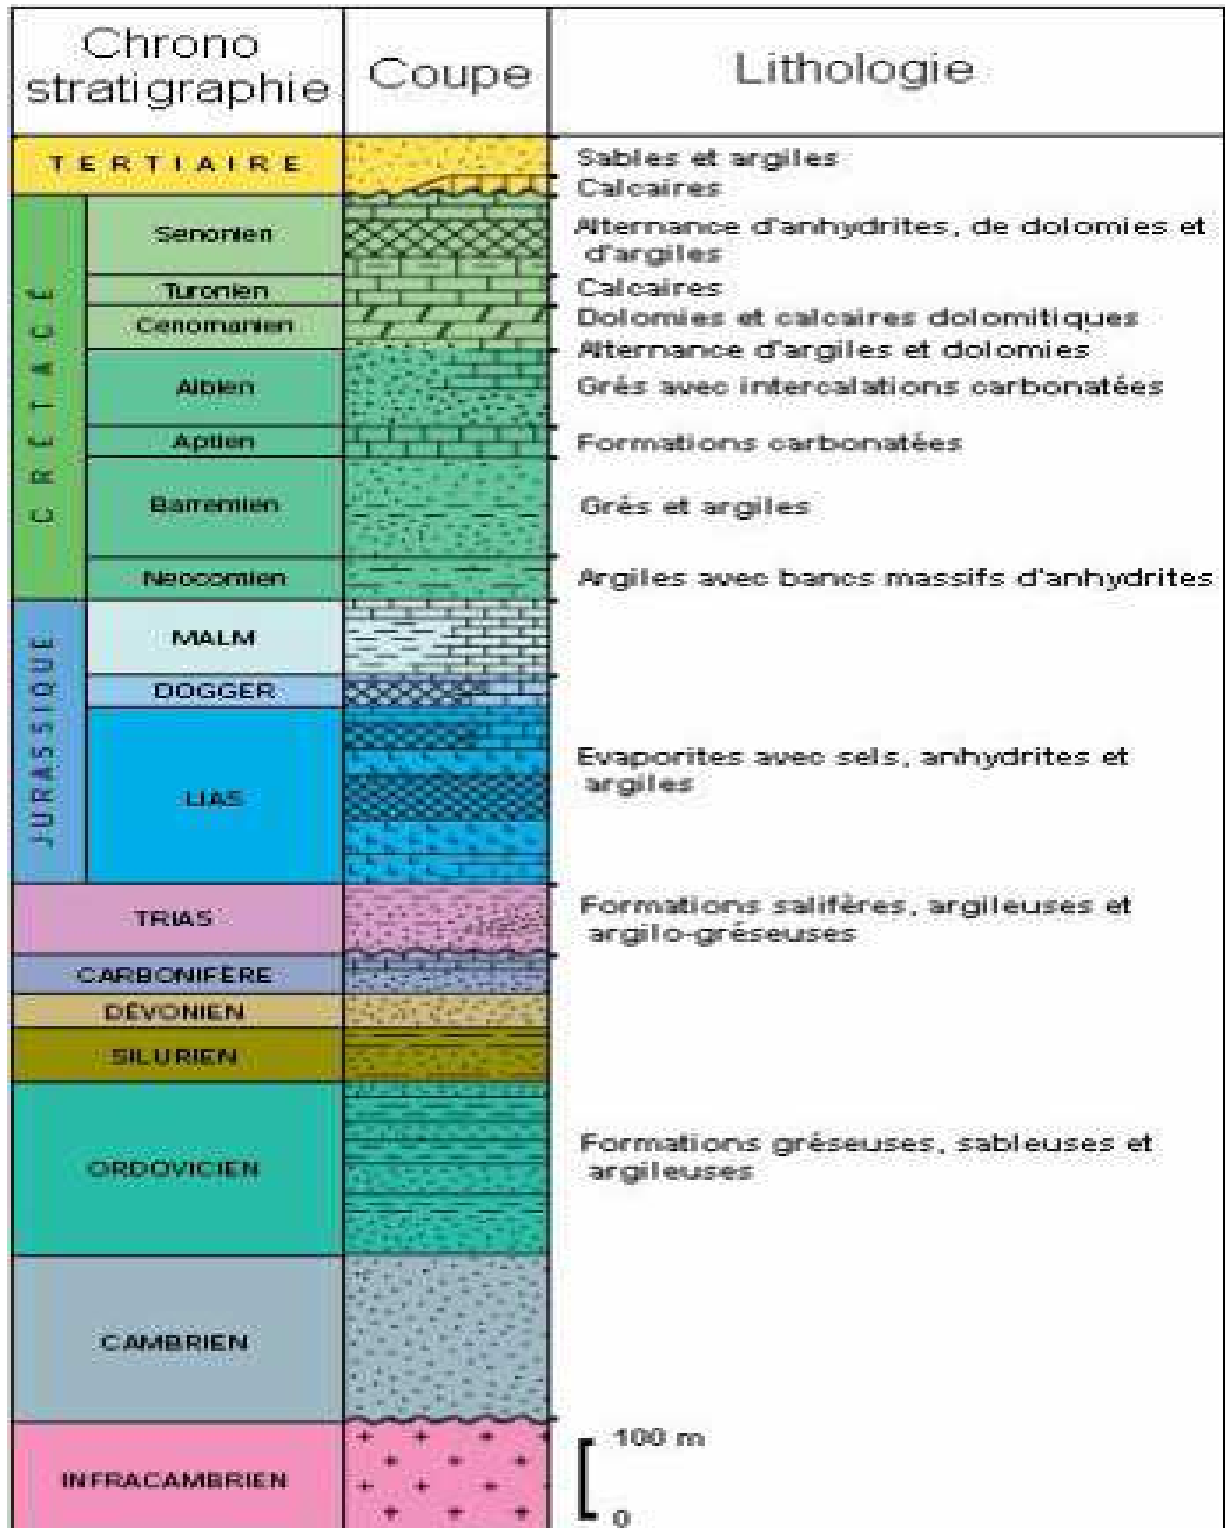 Chrono
stratigraphie
Coupe
Lithologie
TERTIAIRE
Sables et argiles
Calcaires
CRETACE
Senonien
Alternance d'anhydrites, de dolomies et
d'argiles
Turonien
Calcaires
Cenomanien
Dolomies et calcaires dolomitiques
Alternance d'argiles et dolomies
Albien
Grés avec intercalations carbonatées
Aptien
Formations carbonatées
Barremien
Grés et argiles
Neocomien
Argiles avec bancs massifs d'anhydrites
JURASSIQUE
MALM
DOGGER
LIAS
Evaporites avec sels, anhydrites et
argiles
TRIAS
Formations salifères, argileuses et
argilo-gréseuses
CARBONIFÈRE
DÉVONIEN
SILURIEN
ORDOVICIEN
Formations gréseuses, sableuses et
argileuses
CAMBRIEN
INFRACAMBRIEN
100 m
0